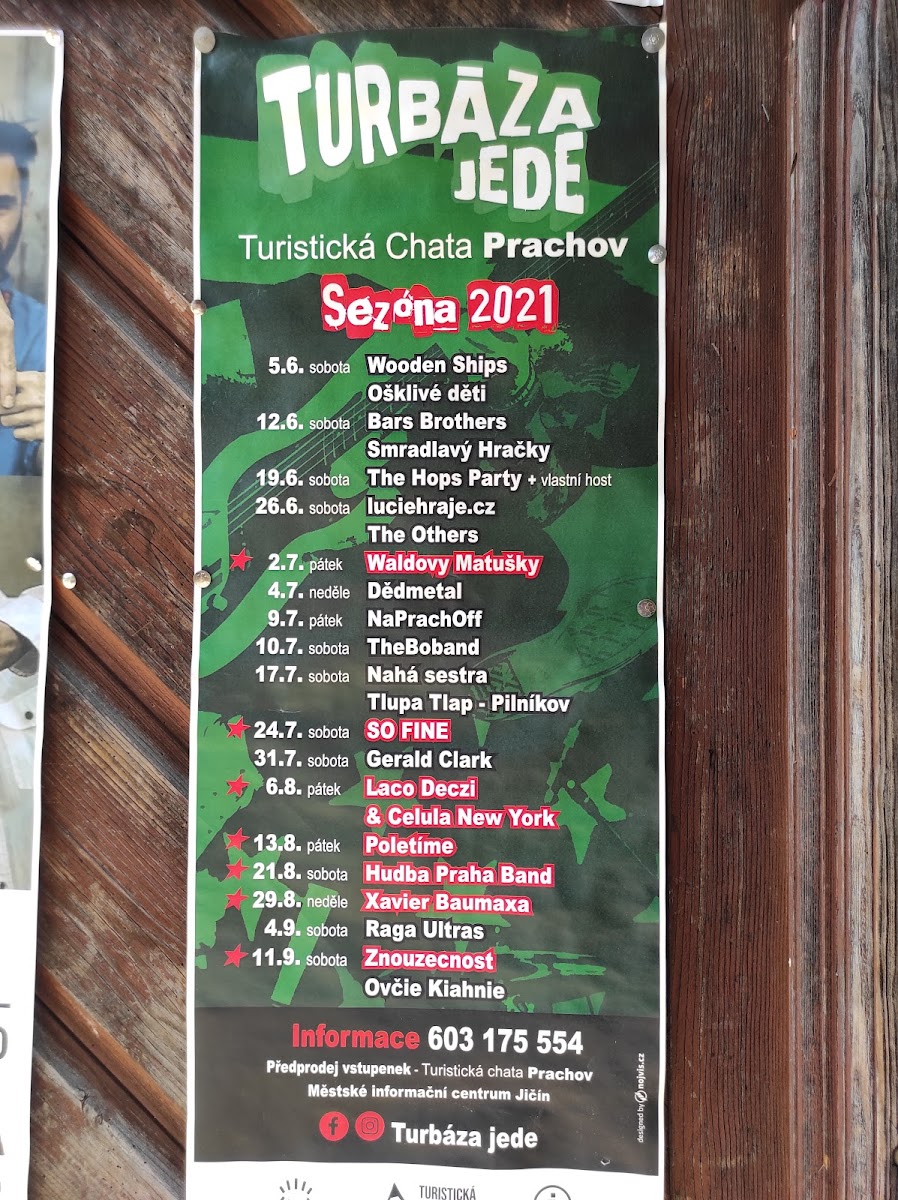 TURBÁZA
JEDE
Turistická Chata Prachov
Sezóna 2021
5.6. sobota Wooden Ships
Ošklivé děti
12.6. sobota Bars Brothers
Smradlavý Hračky
19.6. sobota The Hops Party + vlastní host
26.6. sobota luciehraje.cz
The Others
2.7. pátek Waldovy Matušky
4.7. neděle Dědmetal
9.7. pátek NaPrachOff
10.7. sobota TheBoband
17.7. sobota Nahá sestra
Tlupa Tlap - Pilníkov
24.7. sobota SO FINE
31.7. sobota Gerald Clark
6.8. pátek Laco Deczi
& Celula New York
13.8. pátek Poletíme
21.8. sobota Hudba Praha Band
29.8. neděle Xavier Baumaxa
4.9. sobota Raga Ultras
11.9. sobota Znouzecnost
Ovčie Kiahnie
Informace 603 175 554
Předprodej vstupenek - Turistická chata Prachov
Městské informační centrum Jičín
Turbáza jede
designed by nojvis.cz
TURISTICKÁ